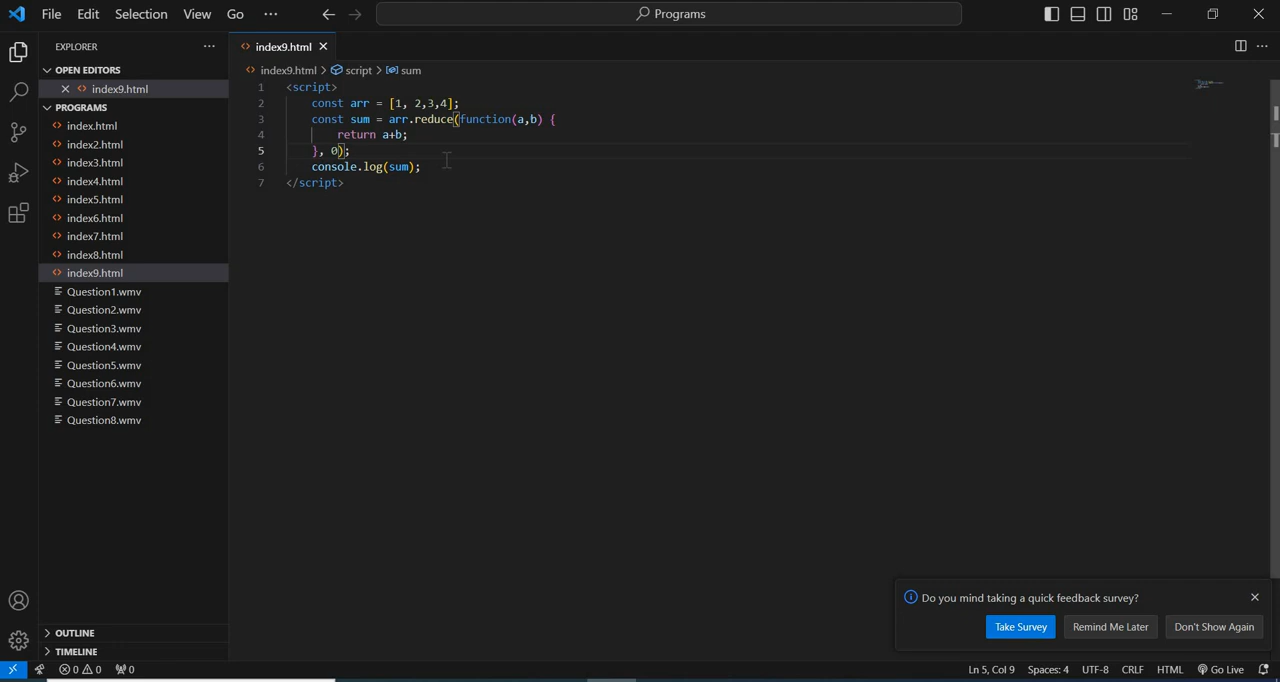 File Edit Selection View Go ··· Programs
EXPLORER ···
index9.html
OPEN EDITORS
index9.html
PROGRAMS
index.html
index2.html
index3.html
index4.html
index5.html
index6.html
index7.html
index8.html
index9.html
Question1.wmv
Question2.wmv
Question3.wmv
Question4.wmv
Question5.wmv
Question6.wmv
Question7.wmv
Question8.wmv
OUTLINE
TIMELINE
index9.html > script > sum
1 <script>
2 const arr = [1, 2,3,4];
3 const sum = arr.reduce(function(a,b) {
4 return a+b;
5 }, 0);
6 console.log(sum);
7 </script>
Do you mind taking a quick feedback survey?
Take Survey Remind Me Later Don't Show Again
0 0 0 Ln 5, Col 9 Spaces: 4 UTF-8 CRLF HTML Go Live